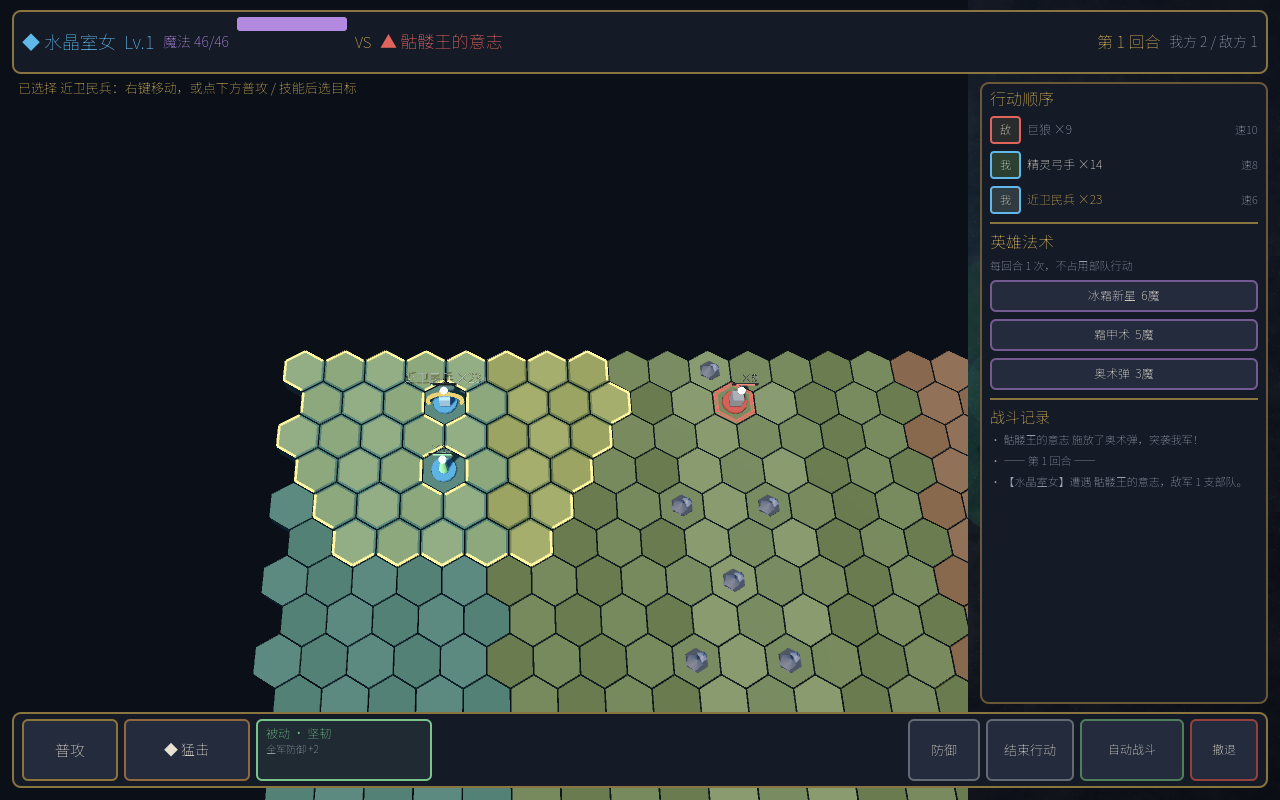 水晶室女 Lv.1 魔法 46/46 VS 骷髅王的意志 第 1 回合 我方 2 / 敌方 1
已选择 近卫民兵：右键移动，或点下方普攻 / 技能后选目标
行动顺序
敌 巨狼 ×9 速10
我 精灵弓手 ×14 速8
我 近卫民兵 ×23 速6
英雄法术
每回合 1 次，不占用部队行动
冰霜新星 6魔
霜甲术 5魔
奥术弹 3魔
战斗记录
· 骷髅王的意志 施放了奥术弹，突袭我军！
· —— 第 1 回合 ——
· 【水晶室女】遭遇 骷髅王的意志，敌军 1 支部队。
普攻
猛击
被动 · 坚韧
全军防御 +2
防御
结束行动
自动战斗
撤退